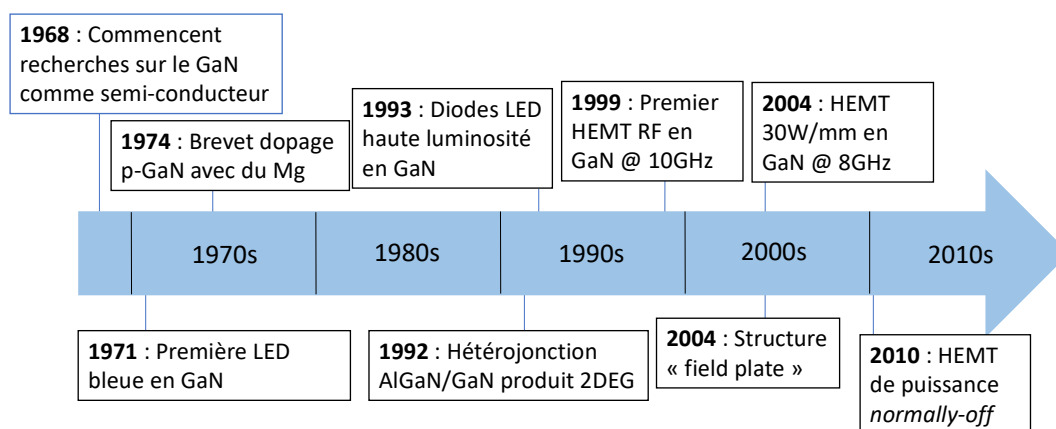 1968 : Commencent
recherches sur le GaN
comme semi-conducteur
1974 : Brevet dopage
p-GaN avec du Mg
1993 : Diodes LED
haute luminosité
en GaN
1999 : Premier
HEMT RF en
GaN @ 10GHz
2004 : HEMT
30W/mm en
GaN @ 8GHz
1970s
1980s
1990s
2000s
2010s
1971 : Première LED
bleue en GaN
1992 : Hétérojonction
AlGaN/GaN produit 2DEG
2004 : Structure
« field plate »
2010 : HEMT
de puissance
normally-off